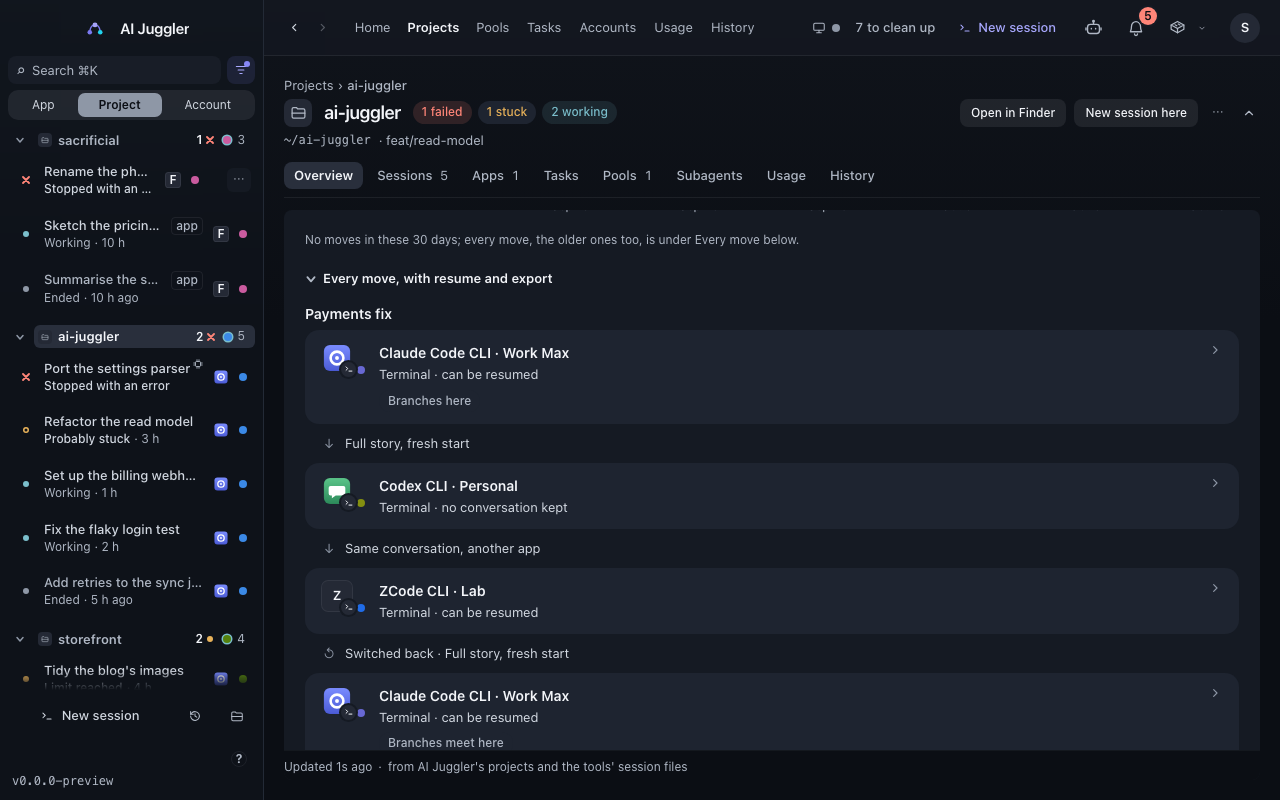 AI Juggler
Search ⌘K
App Project Account
sacrificial 1 3
Rename the ph...
Stopped with an ...
F
Sketch the pricin... app
Working · 10 h
F
Summarise the s... app
Ended · 10 h ago
F
ai-juggler 2 5
Port the settings parser
Stopped with an error
Refactor the read model
Probably stuck · 3 h
Set up the billing webh...
Working · 1 h
Fix the flaky login test
Working · 2 h
Add retries to the sync j...
Ended · 5 h ago
storefront 2 4
Tidy the blog's images
Limit reached · 4 h
New session
?
v0.0.0-preview
Home Projects Pools Tasks Accounts Usage History
7 to clean up
New session
5
S
Projects › ai-juggler
ai-juggler 1 failed 1 stuck 2 working
Open in Finder New session here
~/ai-juggler · feat/read-model
Overview Sessions 5 Apps 1 Tasks Pools 1 Subagents Usage History
No moves in these 30 days; every move, the older ones too, is under Every move below.
Every move, with resume and export
Payments fix
Claude Code CLI · Work Max
Terminal · can be resumed
Branches here
Full story, fresh start
Codex CLI · Personal
Terminal · no conversation kept
Same conversation, another app
Z
ZCode CLI · Lab
Terminal · can be resumed
Switched back · Full story, fresh start
Claude Code CLI · Work Max
Terminal · can be resumed
Branches meet here
Updated 1s ago · from AI Juggler's projects and the tools' session files